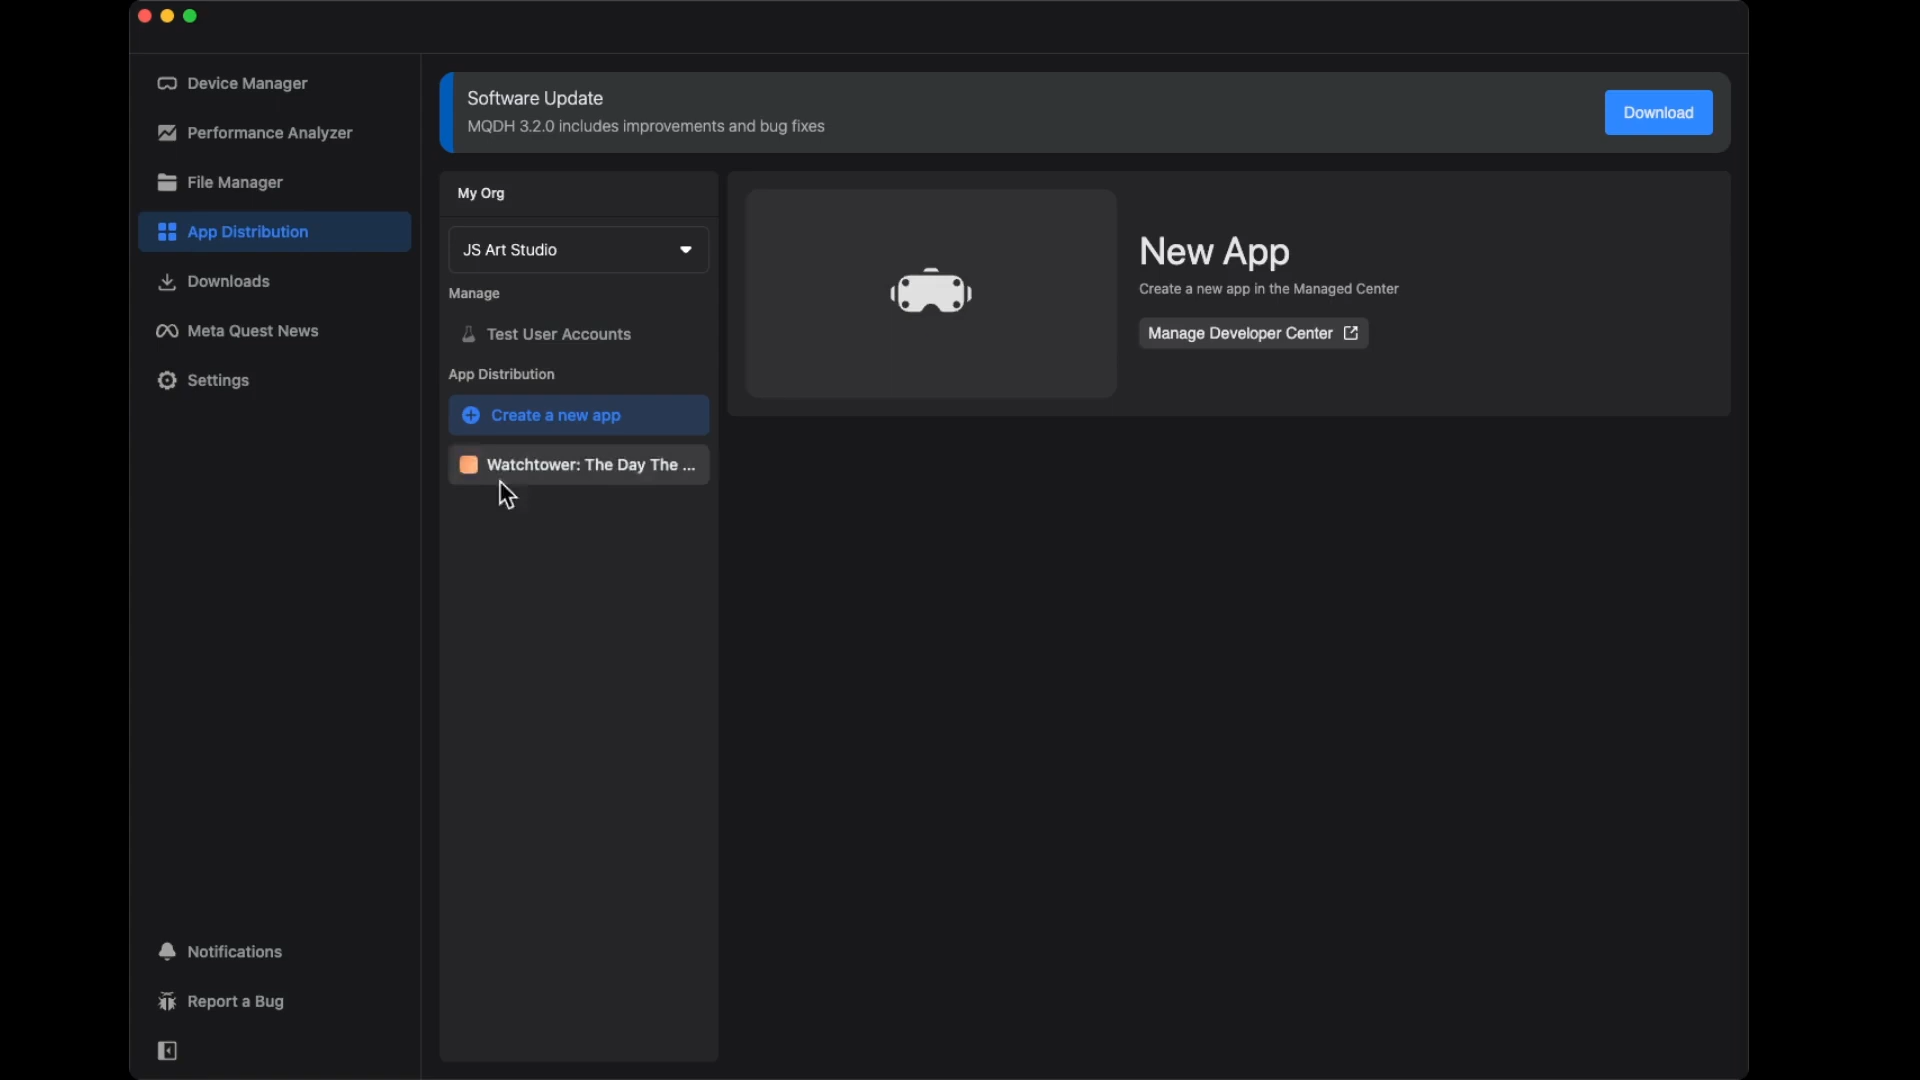 Device Manager
Performance Analyzer
File Manager
App Distribution
Downloads
Meta Quest News
Settings
Notifications
Report a Bug
Software Update
MQDH 3.2.0 includes improvements and bug fixes
Download
My Org
JS Art Studio
Manage
Test User Accounts
App Distribution
Create a new app
Watchtower: The Day The ...
New App
Create a new app in the Managed Center
Manage Developer Center